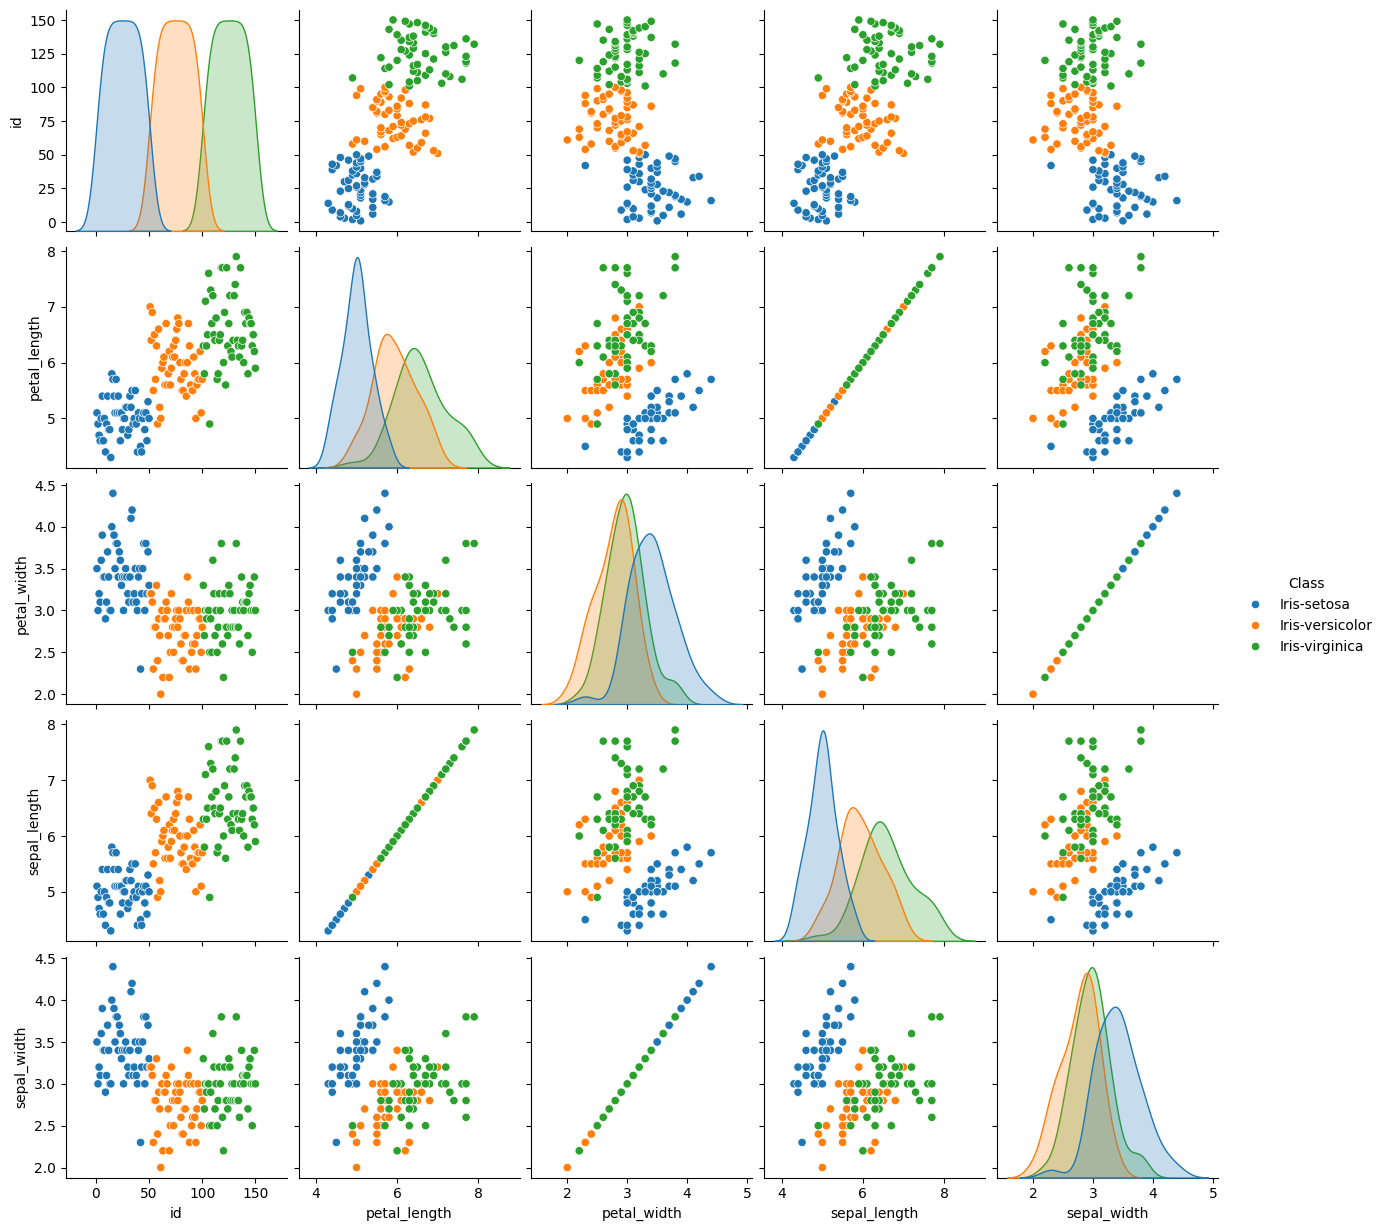 150
125
100
75
50
25
0
id
8
7
6
5
petal_length
4.5
4.0
3.5
3.0
2.5
2.0
petal_width
Class
Iris-setosa
Iris-versicolor
Iris-virginica
8
7
6
5
sepal_length
4.5
4.0
3.5
3.0
2.5
2.0
sepal_width
0 50 100 150
id
4 6 8
petal_length
2 3 4 5
petal_width
4 6 8
sepal_length
2 3 4 5
sepal_width